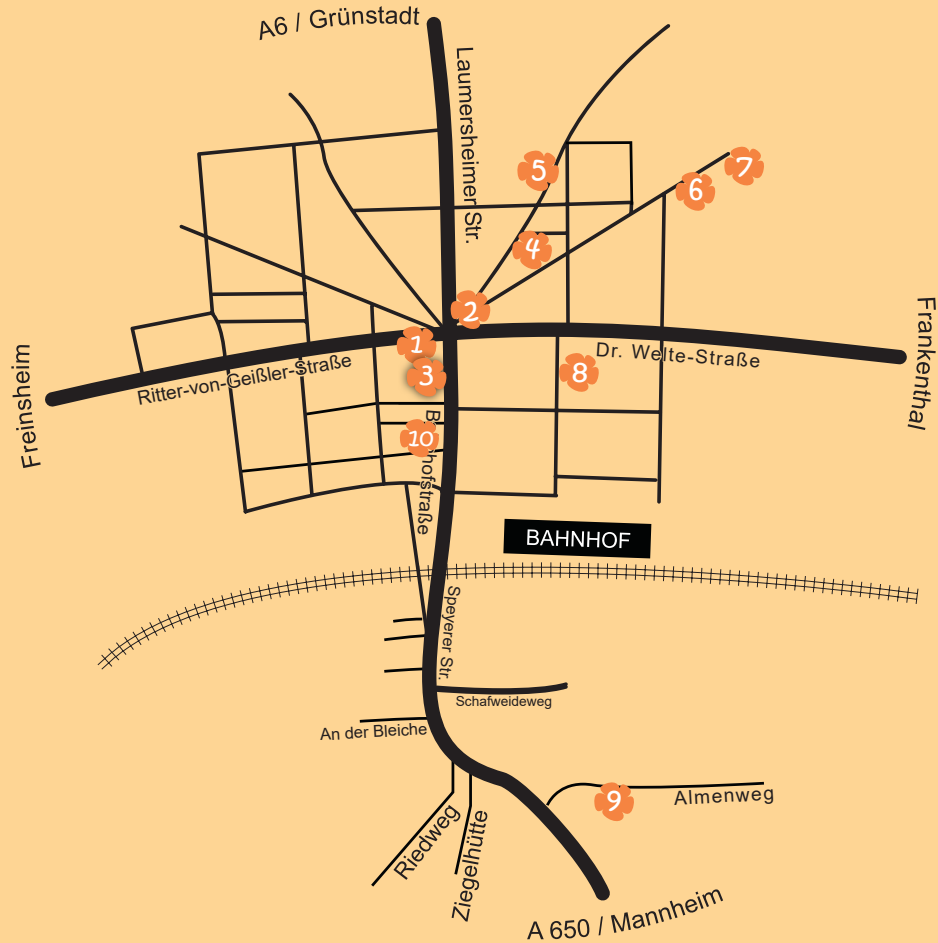 A6 / Grünstadt
Laumersheimer Str.
5
7
6
4
2
1
3
Ritter-von-Geißler-Straße
Dr. Welte-Straße
8
Freinsheim
Frankenthal
10
Bahnhofstraße
BAHNHOF
Speyerer Str.
Schafweideweg
An der Bleiche
Riedweg
Ziegelhütte
9
Almenweg
A 650 / Mannheim